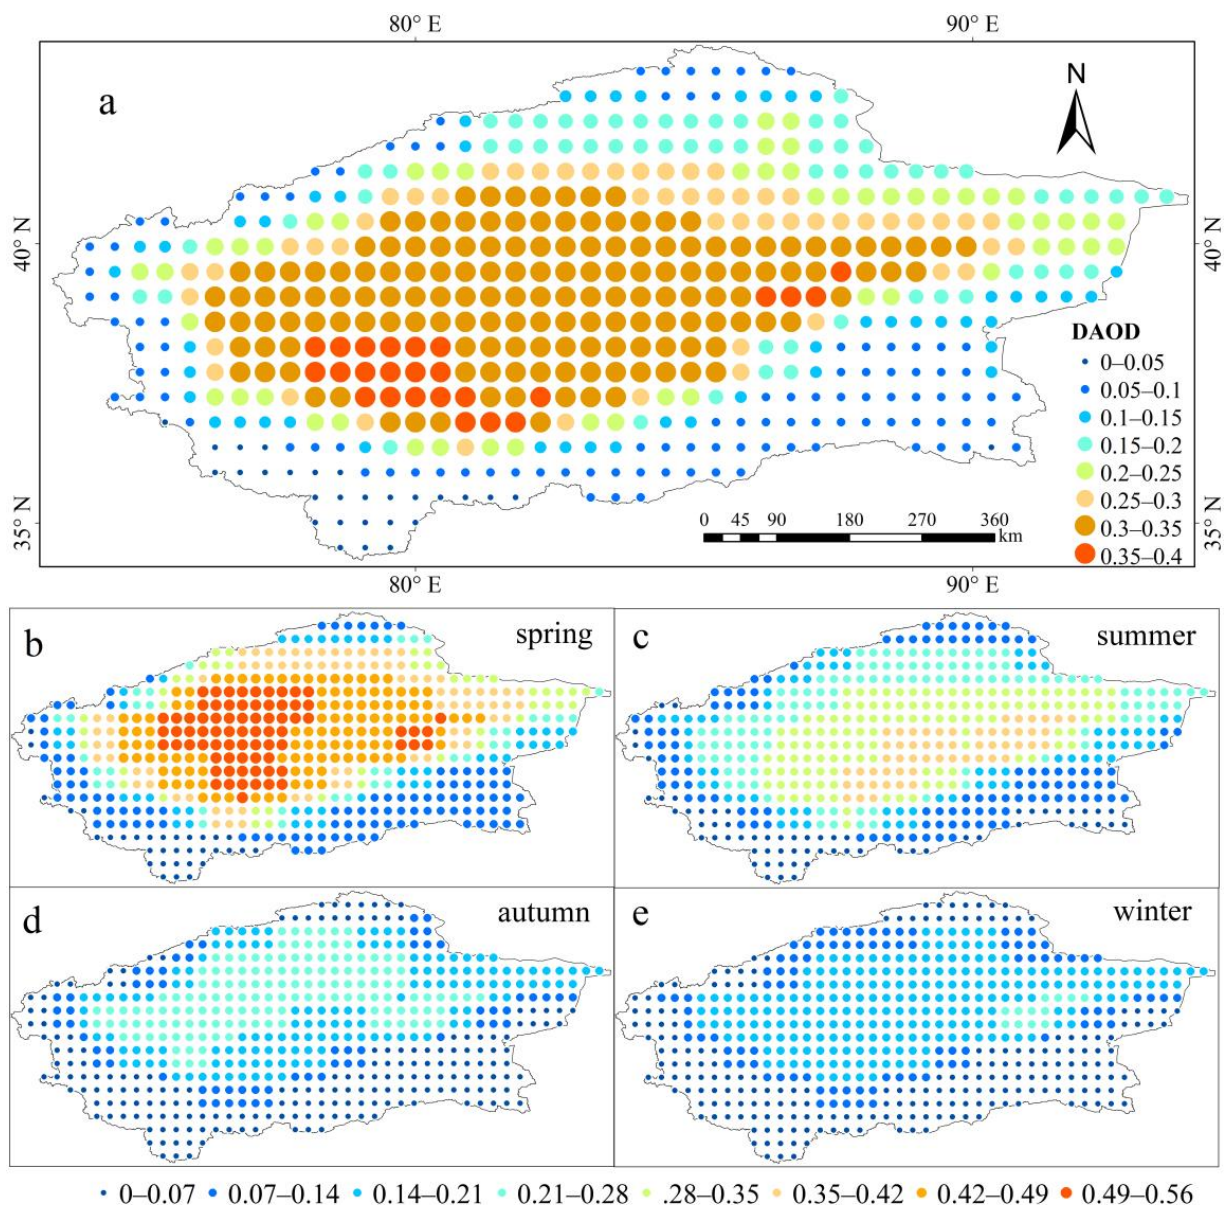 80° E 90° E
a
N
40° N 40° N
DAOD
0–0.05
0.05–0.1
0.1–0.15
0.15–0.2
0.2–0.25
0.25–0.3
0.3–0.35
0.35–0.4
35° N 35° N
0 45 90 180 270 360
km
80° E 90° E
b spring
c summer
d autumn
e winter
0–0.07 0.07–0.14 0.14–0.21 0.21–0.28 .28–0.35 0.35–0.42 0.42–0.49 0.49–0.56